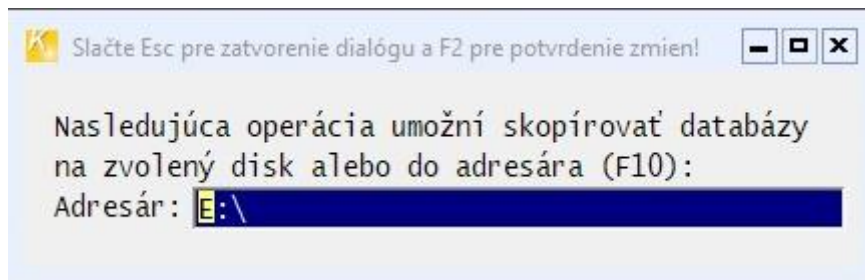 Slačte Esc pre zatvorenie dialógu a F2 pre potvrdenie zmien!
Nasledujúca operácia umožní skopírovať databázy
na zvolený disk alebo do adresára (F10):
Adresár: E:\